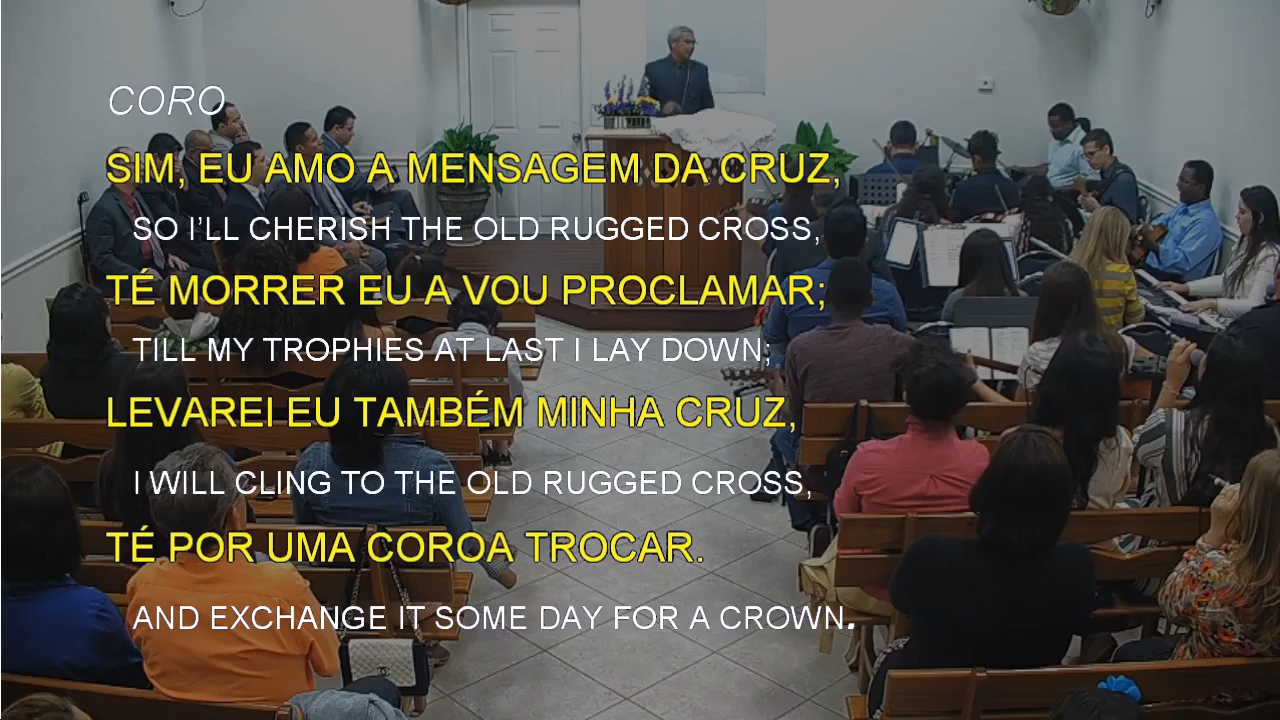 CORO
SIM, EU AMO A MENSAGEM DA CRUZ,
SO I’LL CHERISH THE OLD RUGGED CROSS,
TÉ MORRER EU A VOU PROCLAMAR;
TILL MY TROPHIES AT LAST I LAY DOWN;
LEVAREI EU TAMBÉM MINHA CRUZ,
I WILL CLING TO THE OLD RUGGED CROSS,
TÉ POR UMA COROA TROCAR.
AND EXCHANGE IT SOME DAY FOR A CROWN.